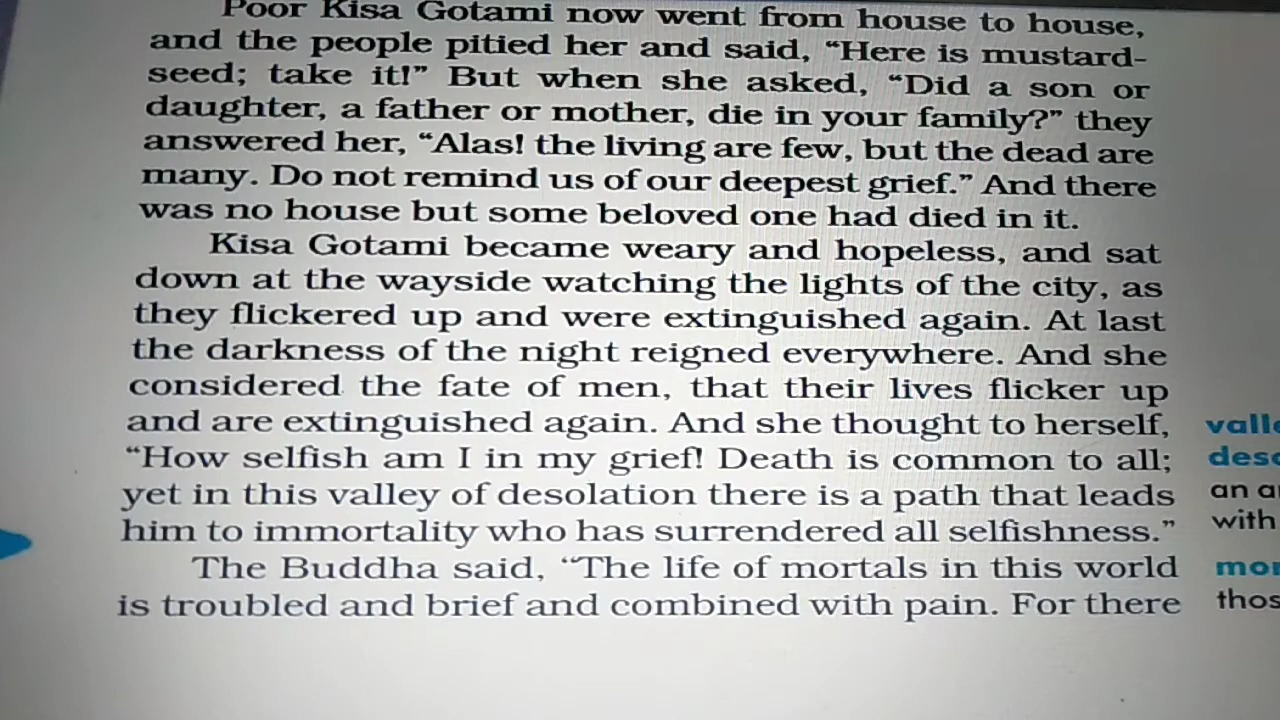 Poor Kisa Gotami now went from house to house,
and the people pitied her and said, “Here is mustard-
seed; take it!” But when she asked, “Did a son or
daughter, a father or mother, die in your family?” they
answered her, “Alas! the living are few, but the dead are
many. Do not remind us of our deepest grief.” And there
was no house but some beloved one had died in it.
Kisa Gotami became weary and hopeless, and sat
down at the wayside watching the lights of the city, as
they flickered up and were extinguished again. At last
the darkness of the night reigned everywhere. And she
considered the fate of men, that their lives flicker up
and are extinguished again. And she thought to herself,
“How selfish am I in my grief! Death is common to all;
yet in this valley of desolation there is a path that leads
him to immortality who has surrendered all selfishness.”
The Buddha said, “The life of mortals in this world
is troubled and brief and combined with pain. For there
an
with